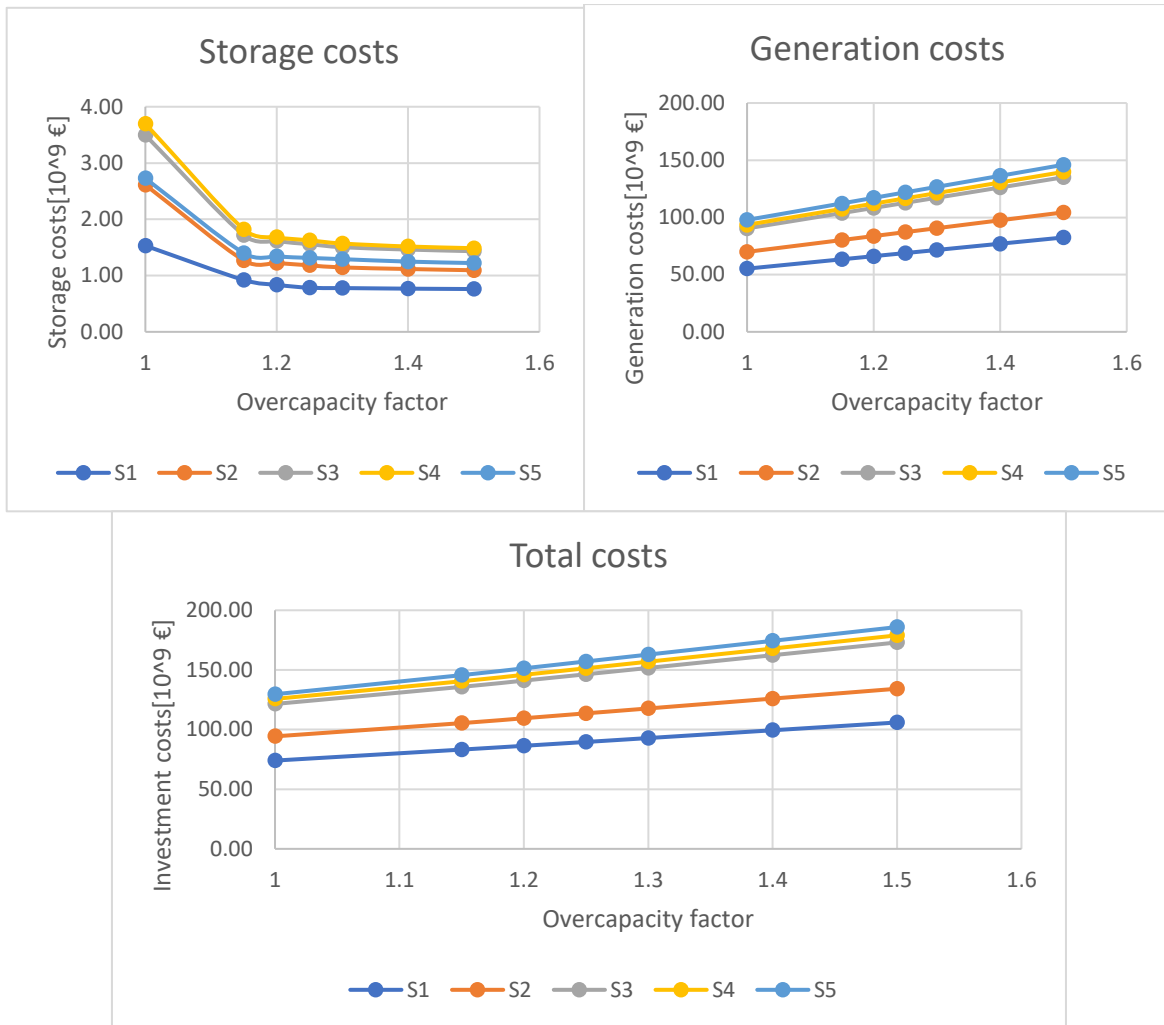 Storage costs
Storage costs[10^9 €]
4.00
3.00
2.00
1.00
0.00
1 1.2 1.4 1.6
Overcapacity factor
S1 S2 S3 S4 S5
Generation costs
Generation costs[10^9 €]
200.00
150.00
100.00
50.00
0.00
1 1.2 1.4 1.6
Overcapacity factor
S1 S2 S3 S4 S5
Total costs
Investment costs[10^9 €]
200.00
150.00
100.00
50.00
0.00
1 1.1 1.2 1.3 1.4 1.5 1.6
Overcapacity factor
S1 S2 S3 S4 S5